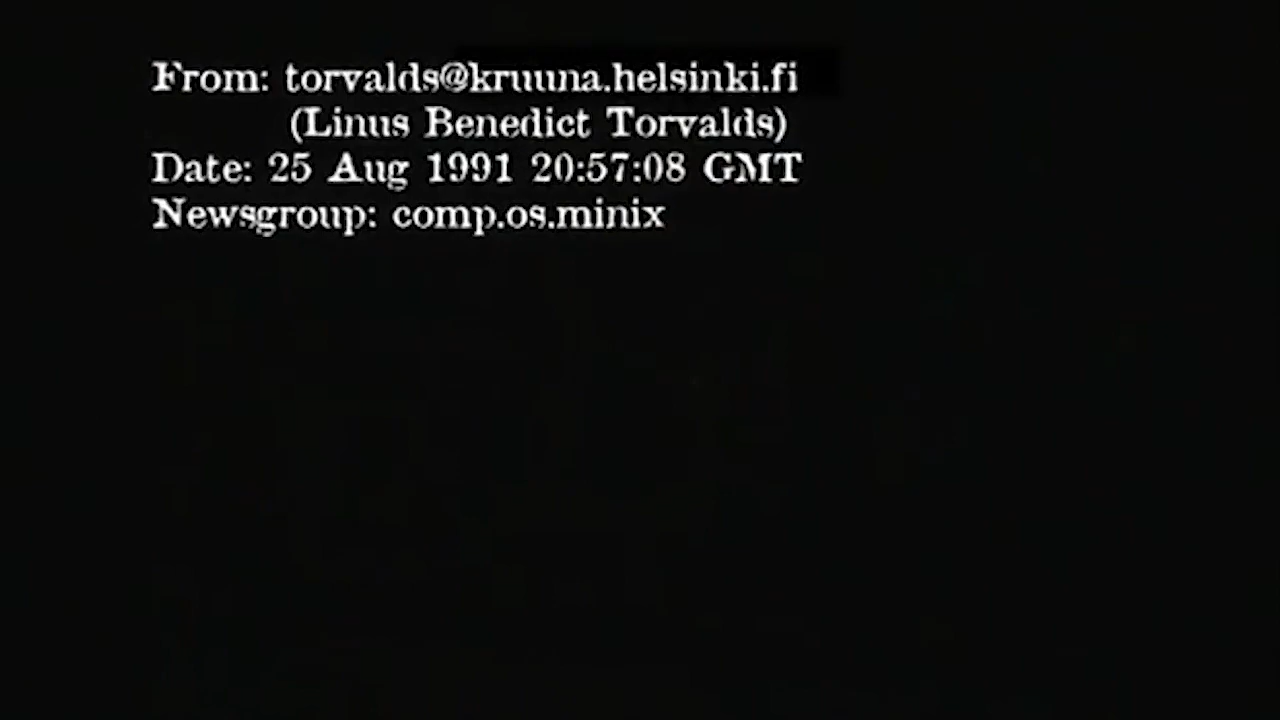 From: torvalds@kruuna.helsinki.fi
(Linus Benedict Torvalds)
Date: 25 Aug 1991 20:57:08 GMT
Newsgroup: comp.os.minix